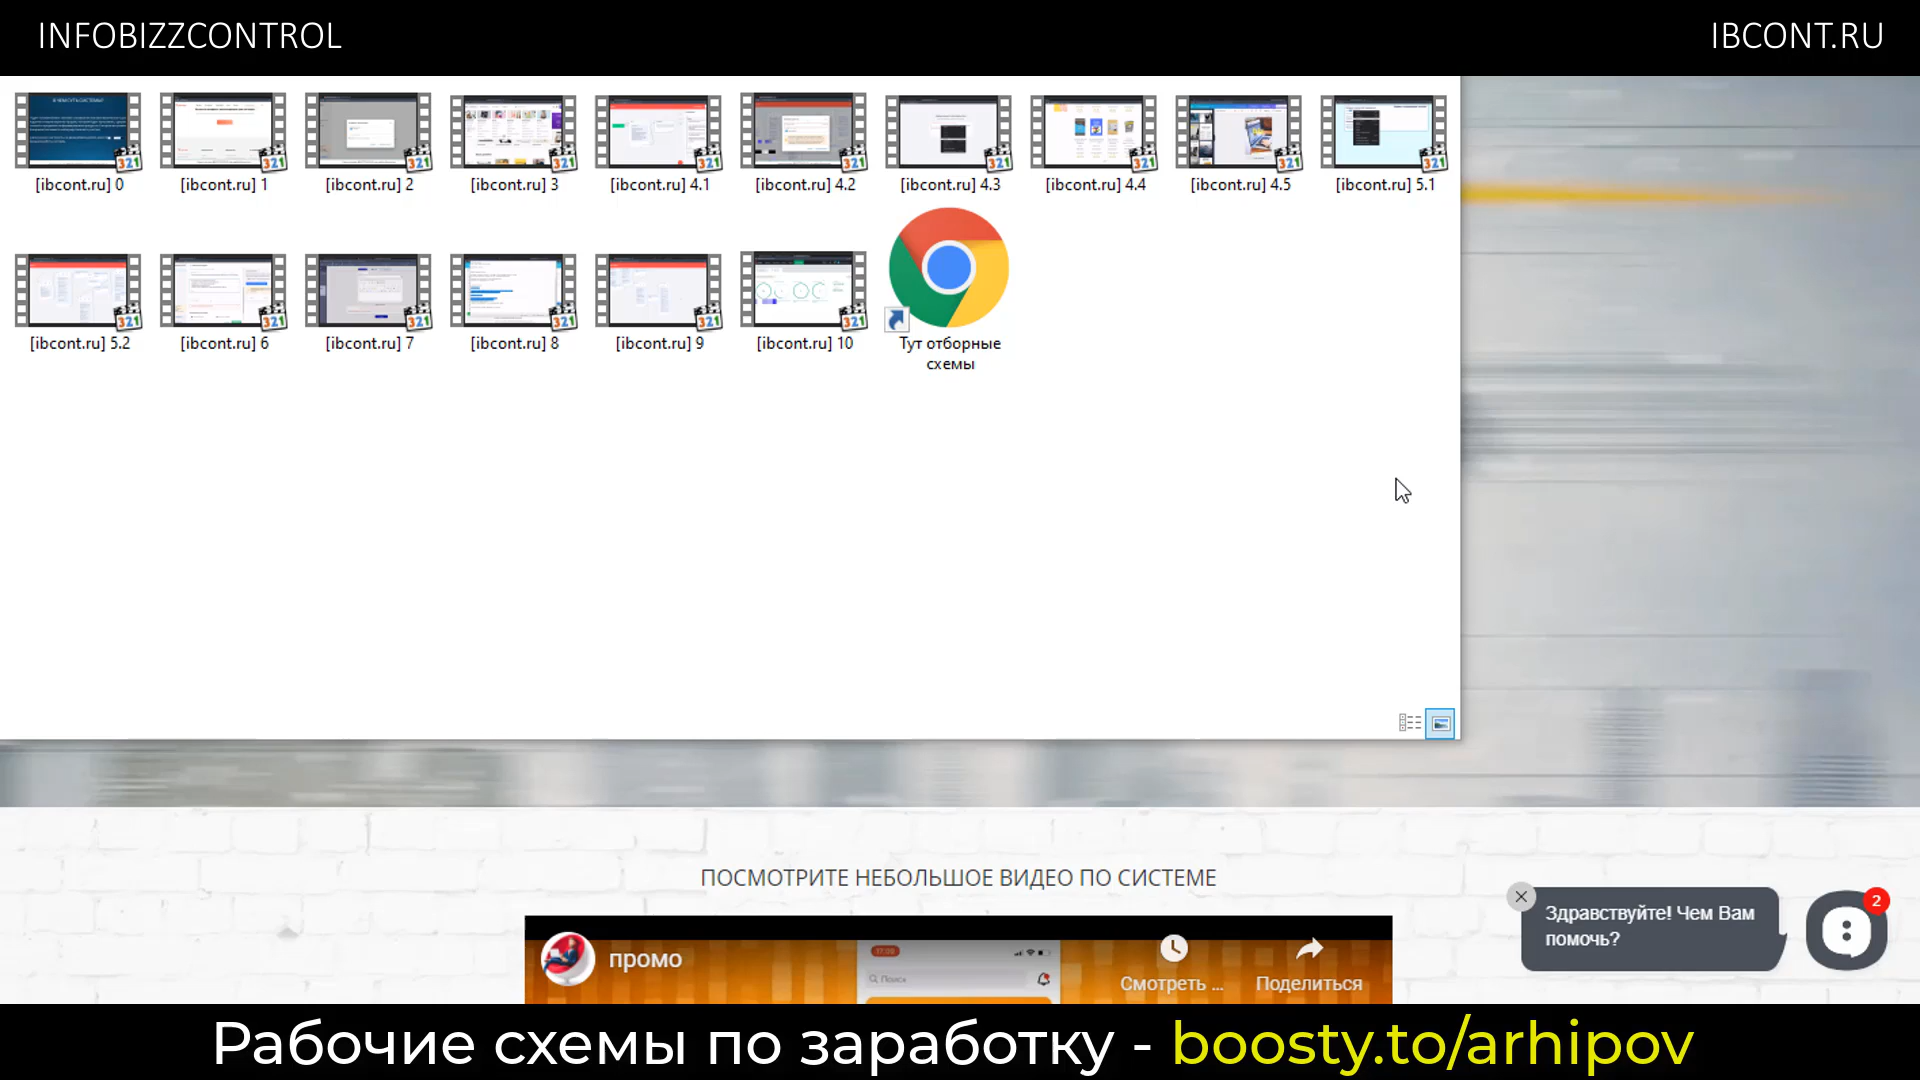 INFOBIZZCONTROL
IBCONT.RU
[ibcont.ru] 0
[ibcont.ru] 1
[ibcont.ru] 2
[ibcont.ru] 3
[ibcont.ru] 4.1
[ibcont.ru] 4.2
[ibcont.ru] 4.3
[ibcont.ru] 4.4
[ibcont.ru] 4.5
[ibcont.ru] 5.1
[ibcont.ru] 5.2
[ibcont.ru] 6
[ibcont.ru] 7
[ibcont.ru] 8
[ibcont.ru] 9
[ibcont.ru] 10
Тут отборные
схемы
ПОСМОТРИТЕ НЕБОЛЬШОЕ ВИДЕО ПО СИСТЕМЕ
промо
Поиск
Смотреть ...
Поделиться
Здравствуйте! Чем Вам
помочь?
2
Рабочие схемы по заработку - boosty.to/arhipov